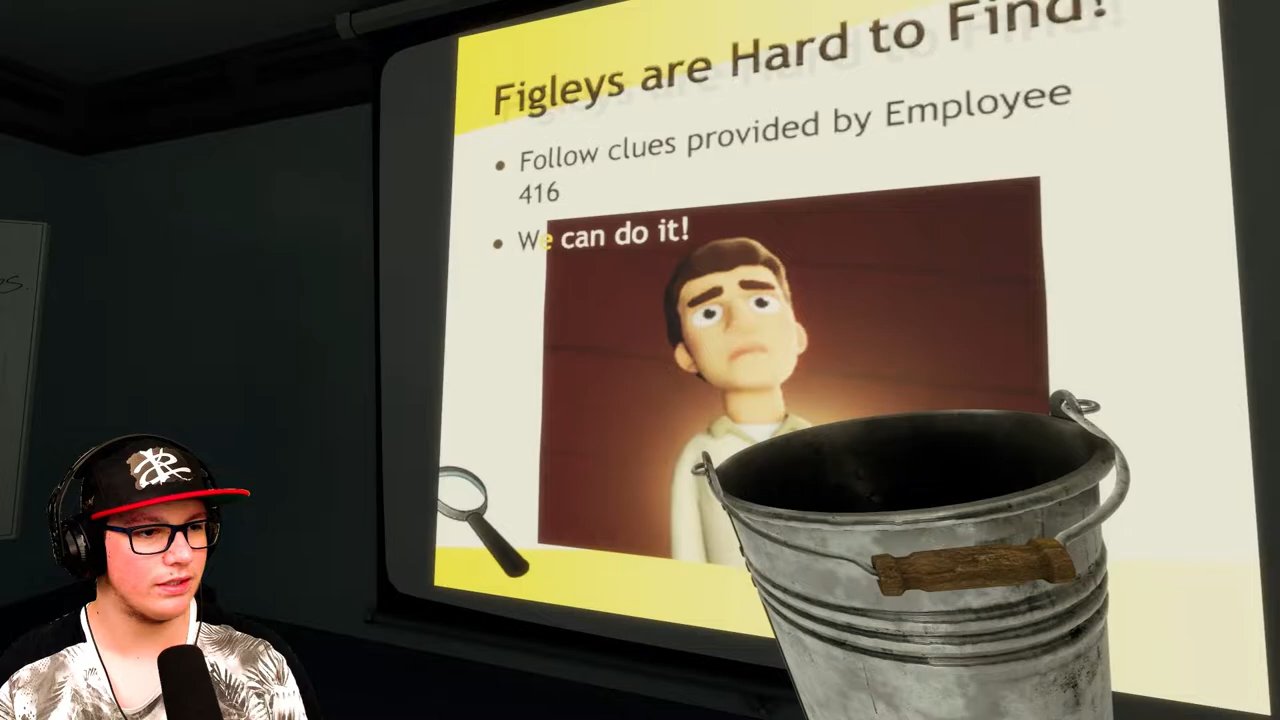 Figleys are Hard to Find!
• Follow clues provided by Employee
416
• We can do it!